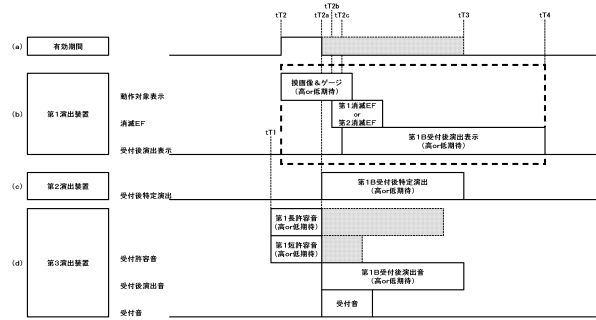 tT2b
tT2 tT2a tT2c tT3 tT4
(a) 有効期間
(b) 第1演出装置
動作対象表示
操画像&ゲージ
(高or低期待)
消滅EF
第1消滅EF
or
第2消滅EF
受付後演出表示
第1B受付後演出表示
(高or低期待)
tT1
(c) 第2演出装置
受付後特定演出
第1B受付後特定演出
(高or低期待)
(d) 第3演出装置
受付許容音
第1長許容音
(高or低期待)
第1短許容音
(高or低期待)
受付後演出音
第1B受付後演出音
(高or低期待)
受付音
受付音